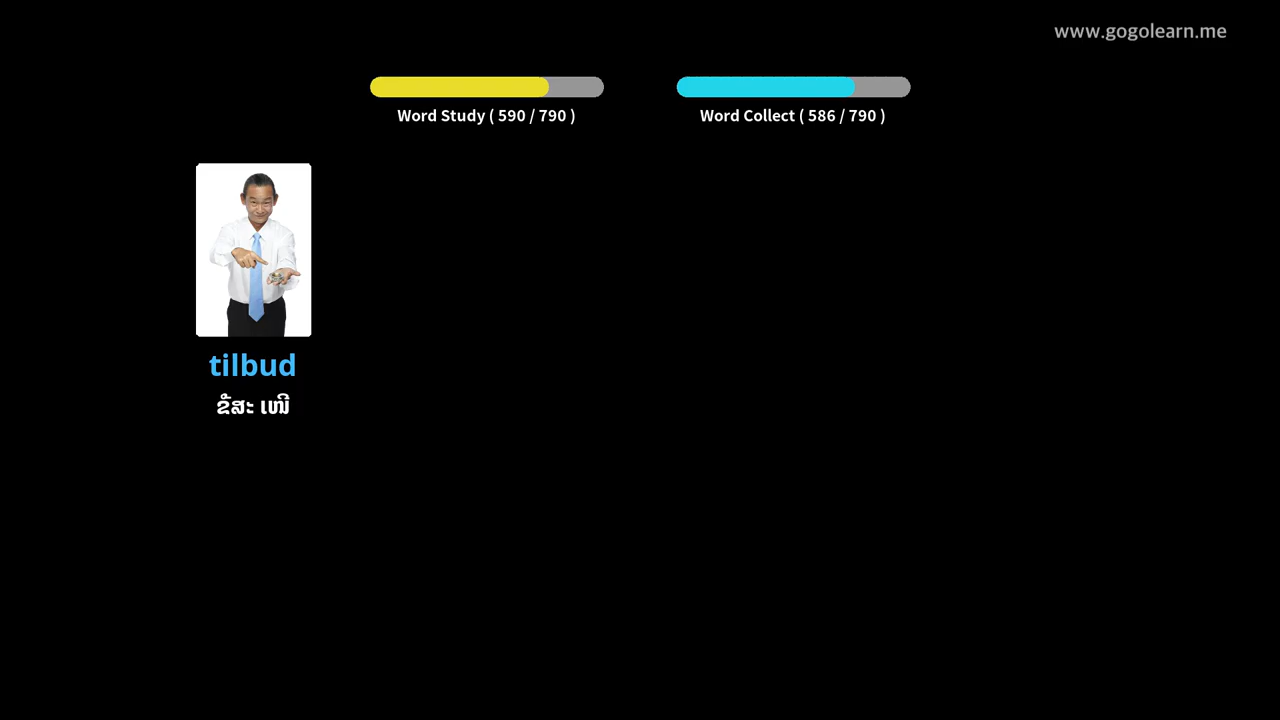 www.gogolearn.me
Word Study ( 590 / 790 )
Word Collect ( 586 / 790 )
tilbud
ຂໍ້ສະ ເໜີ